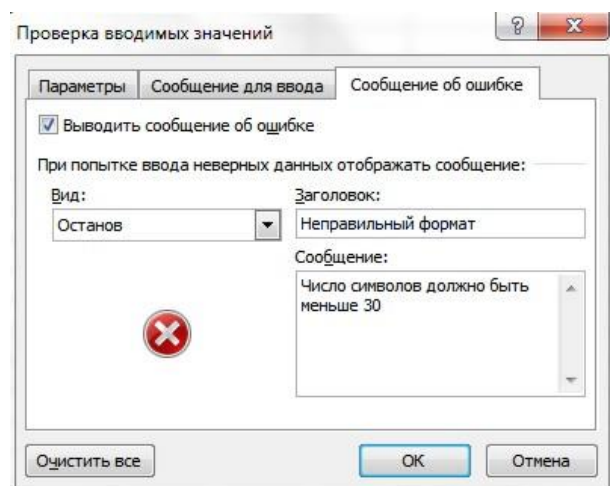 Проверка вводимых значений
Параметры Сообщение для ввода Сообщение об ошибке
Выводить сообщение об ошибке
При попытке ввода неверных данных отображать сообщение:
Вид: Заголовок:
Останов Неправильный формат
Сообщение:
Число символов должно быть
меньше 30
Очистить все ОК Отмена